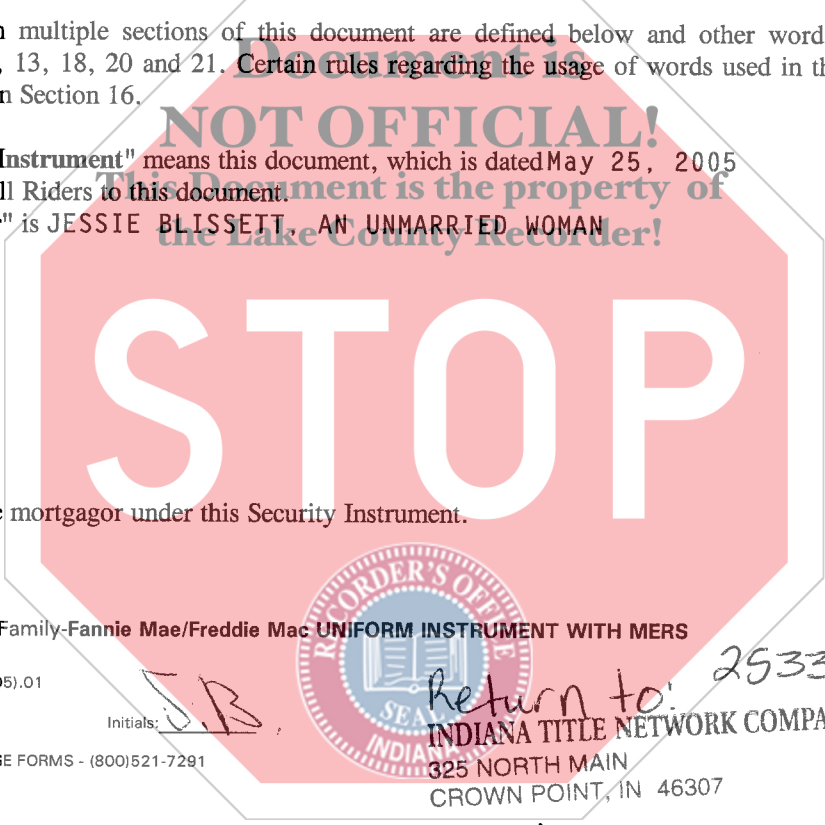 multiple sections of this document are defined below and other word
, 13, 18, 20 and 21. Certain rules regarding the usage of words used in th
n Section 16.
Document is
NOT OFFICIAL!
This Document is the property of
the Lake County Recorder!
Instrument" means this document, which is dated May 25, 2005
ll Riders to this document.
" is JESSIE BLISSETT, AN UNMARRIED WOMAN
STOP
e mortgagor under this Security Instrument.
RECORDER'S OFFICE
SEAL
INDIANA
Family-Fannie Mae/Freddie Mac UNIFORM INSTRUMENT WITH MERS
05).01
Initials: J.B.
GE FORMS - (800)521-7291
2533
Return to:
INDIANA TITLE NETWORK COMPA
325 NORTH MAIN
CROWN POINT, IN 46307